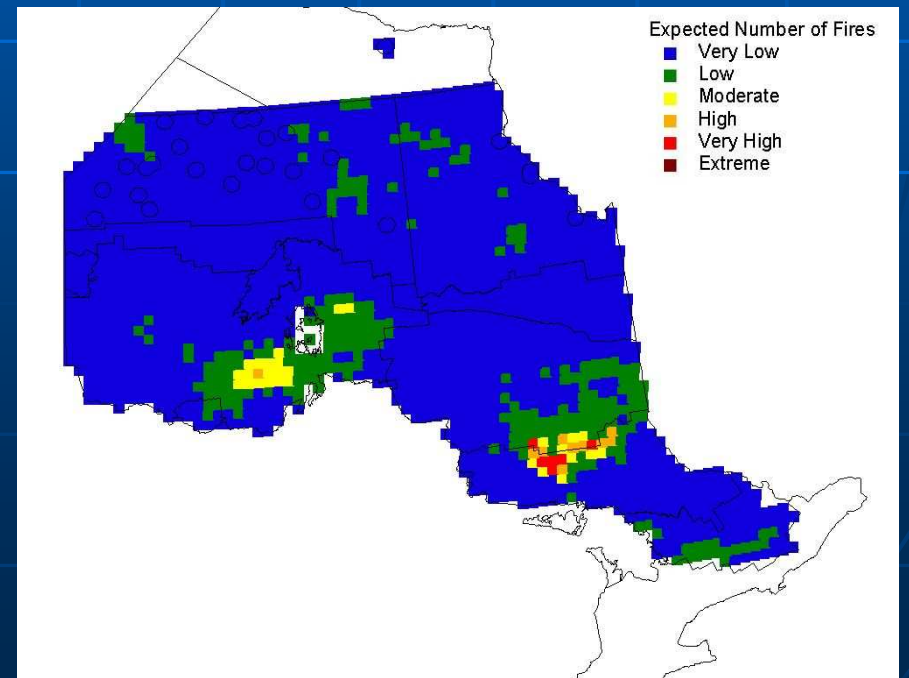 Expected Number of Fires
Very Low
Low
Moderate
High
Very High
Extreme